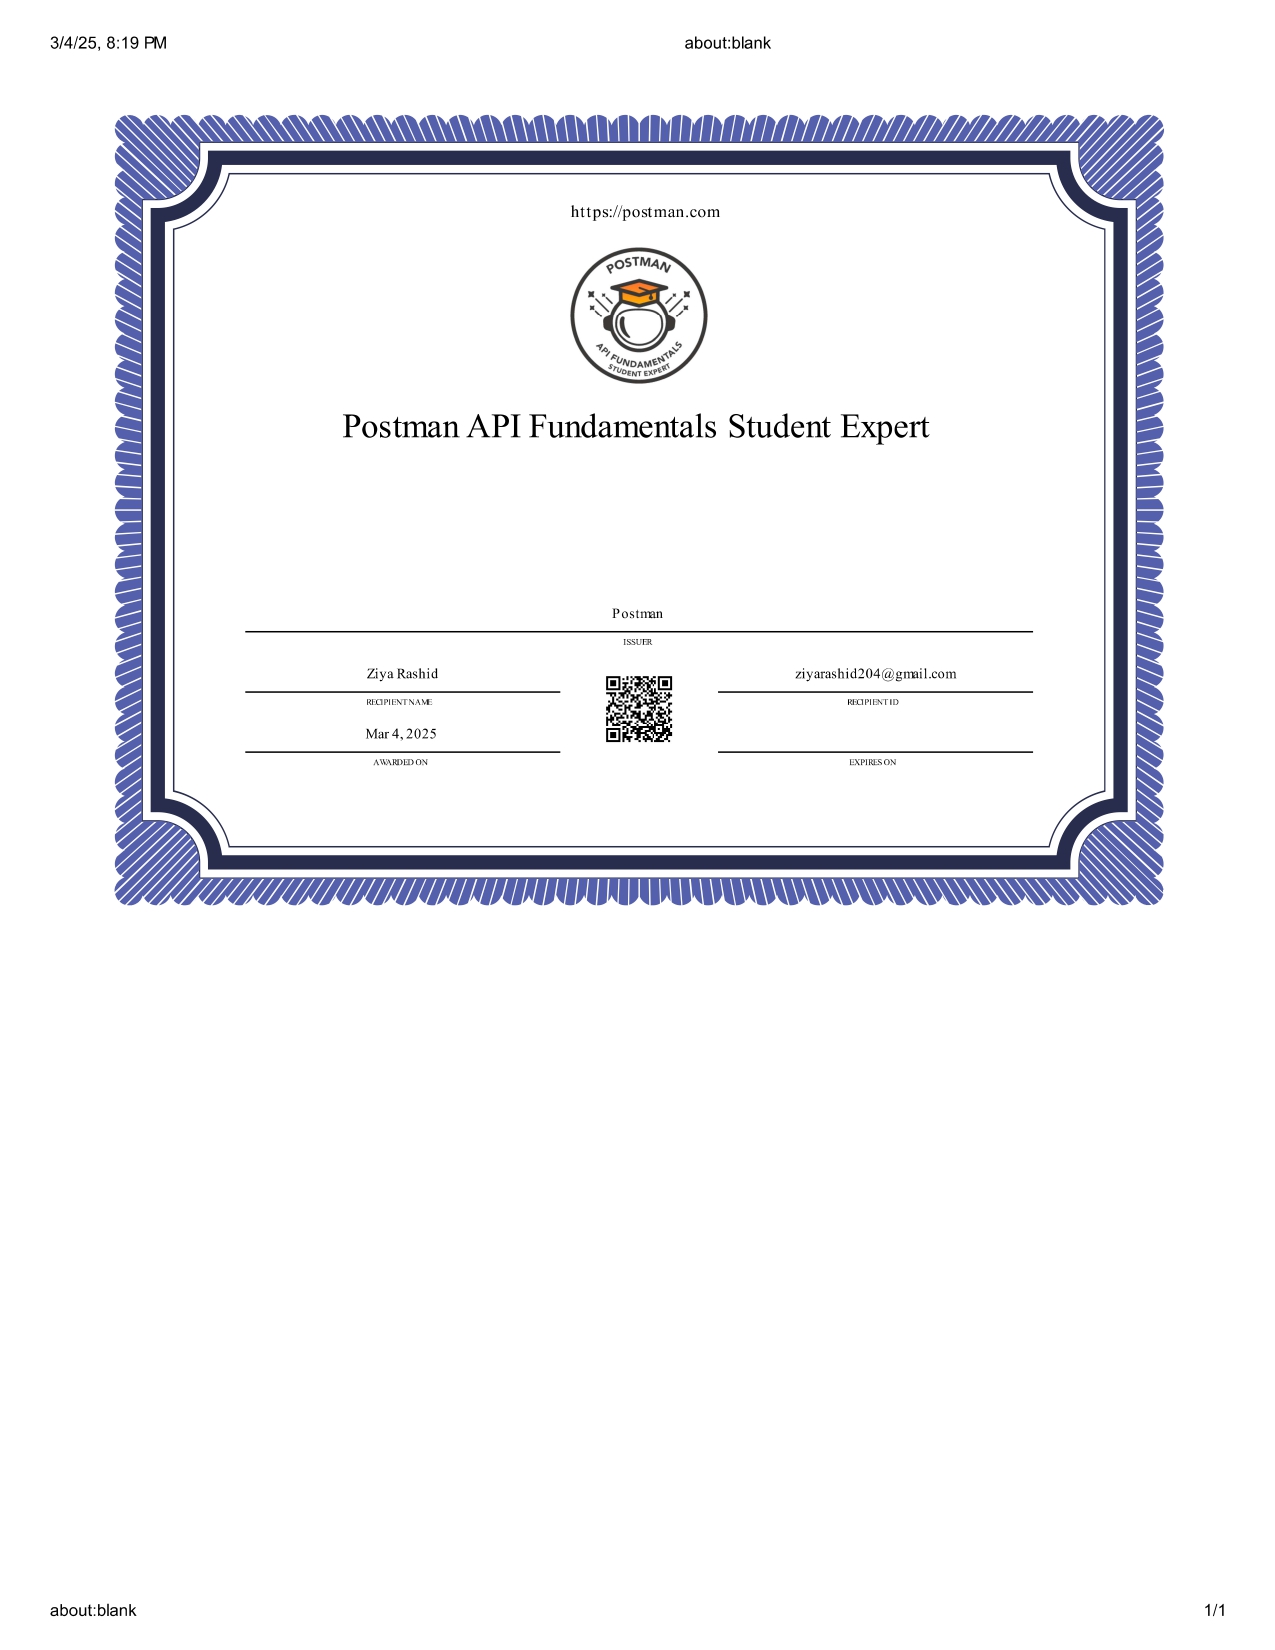 3/4/25, 8:19 PM
about:blank
https://postman.com
POSTMAN
API FUNDAMENTALS
STUDENT EXPERT
Postman API Fundamentals Student Expert
Postman
ISSUER
Ziya Rashid
ziyarashid204@gmail.com
RECIPIENT NAME
RECIPIENT ID
Mar 4, 2025
AWARDED ON
EXPIRES ON
about:blank
1/1